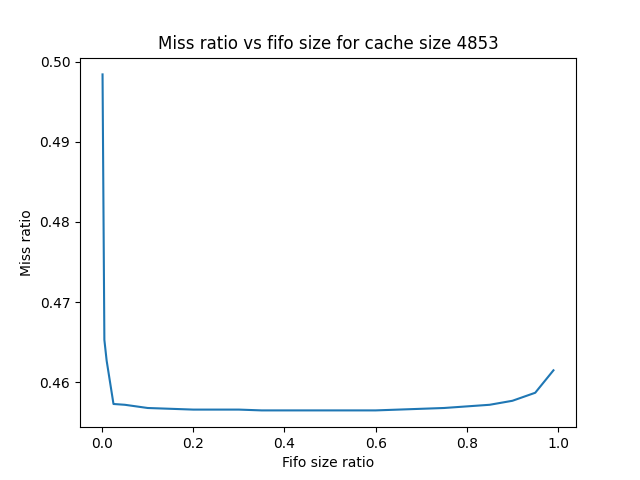 Miss ratio vs fifo size for cache size 4853
0.50
0.49
0.48
0.47
0.46
Miss ratio
0.0 0.2 0.4 0.6 0.8 1.0
Fifo size ratio